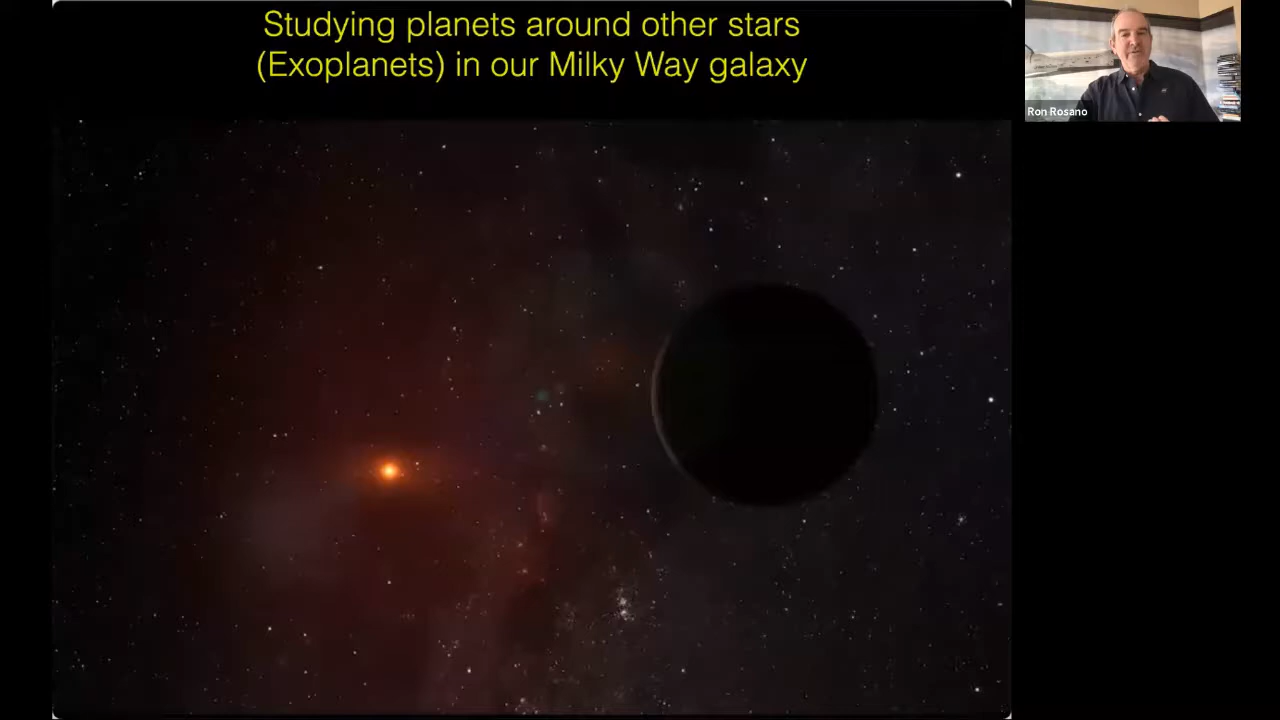 Studying planets around other stars
(Exoplanets) in our Milky Way galaxy
Ron Rosano